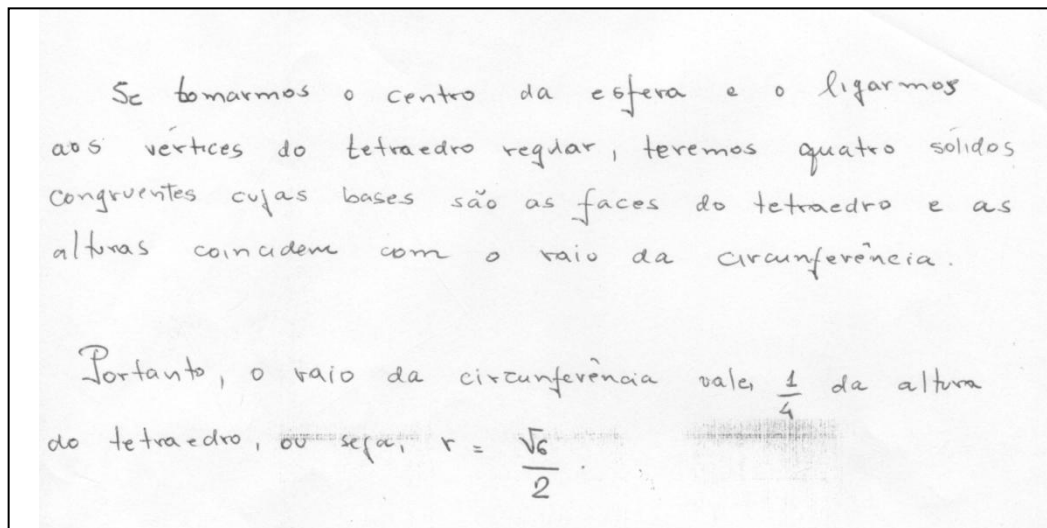 Se tomarmos o centro da esfera e o ligarmos
aos vértices do tetraedro regular, teremos quatro sólidos
congruentes cujas bases são as faces do tetraedro e as
alturas coincidem com o raio da circunferência.
Portanto, o raio da circunferência vale, 1/4 da altura
do tetraedro, ou seja, r = √6/2.